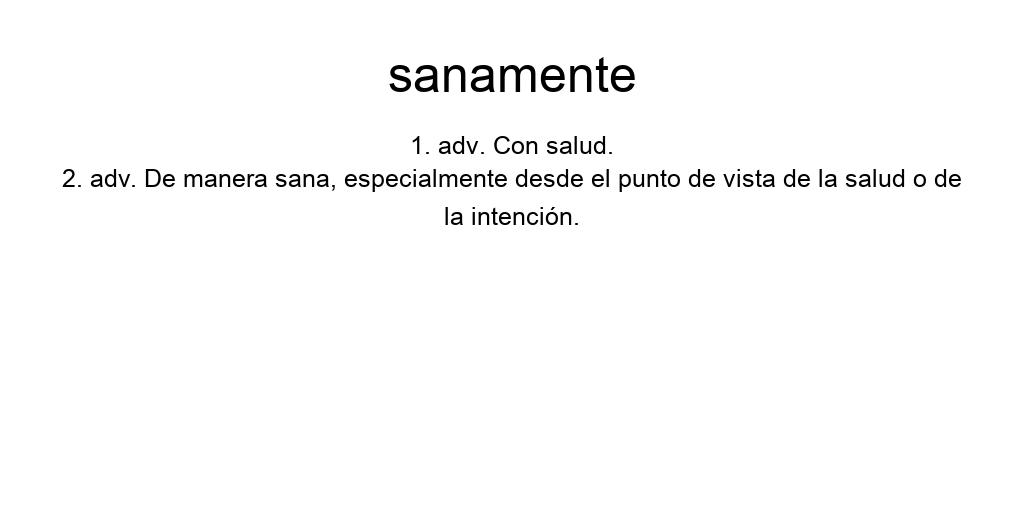 sanamente
1. adv. Con salud.
2. adv. De manera sana, especialmente desde el punto de vista de la salud o de
la intención.